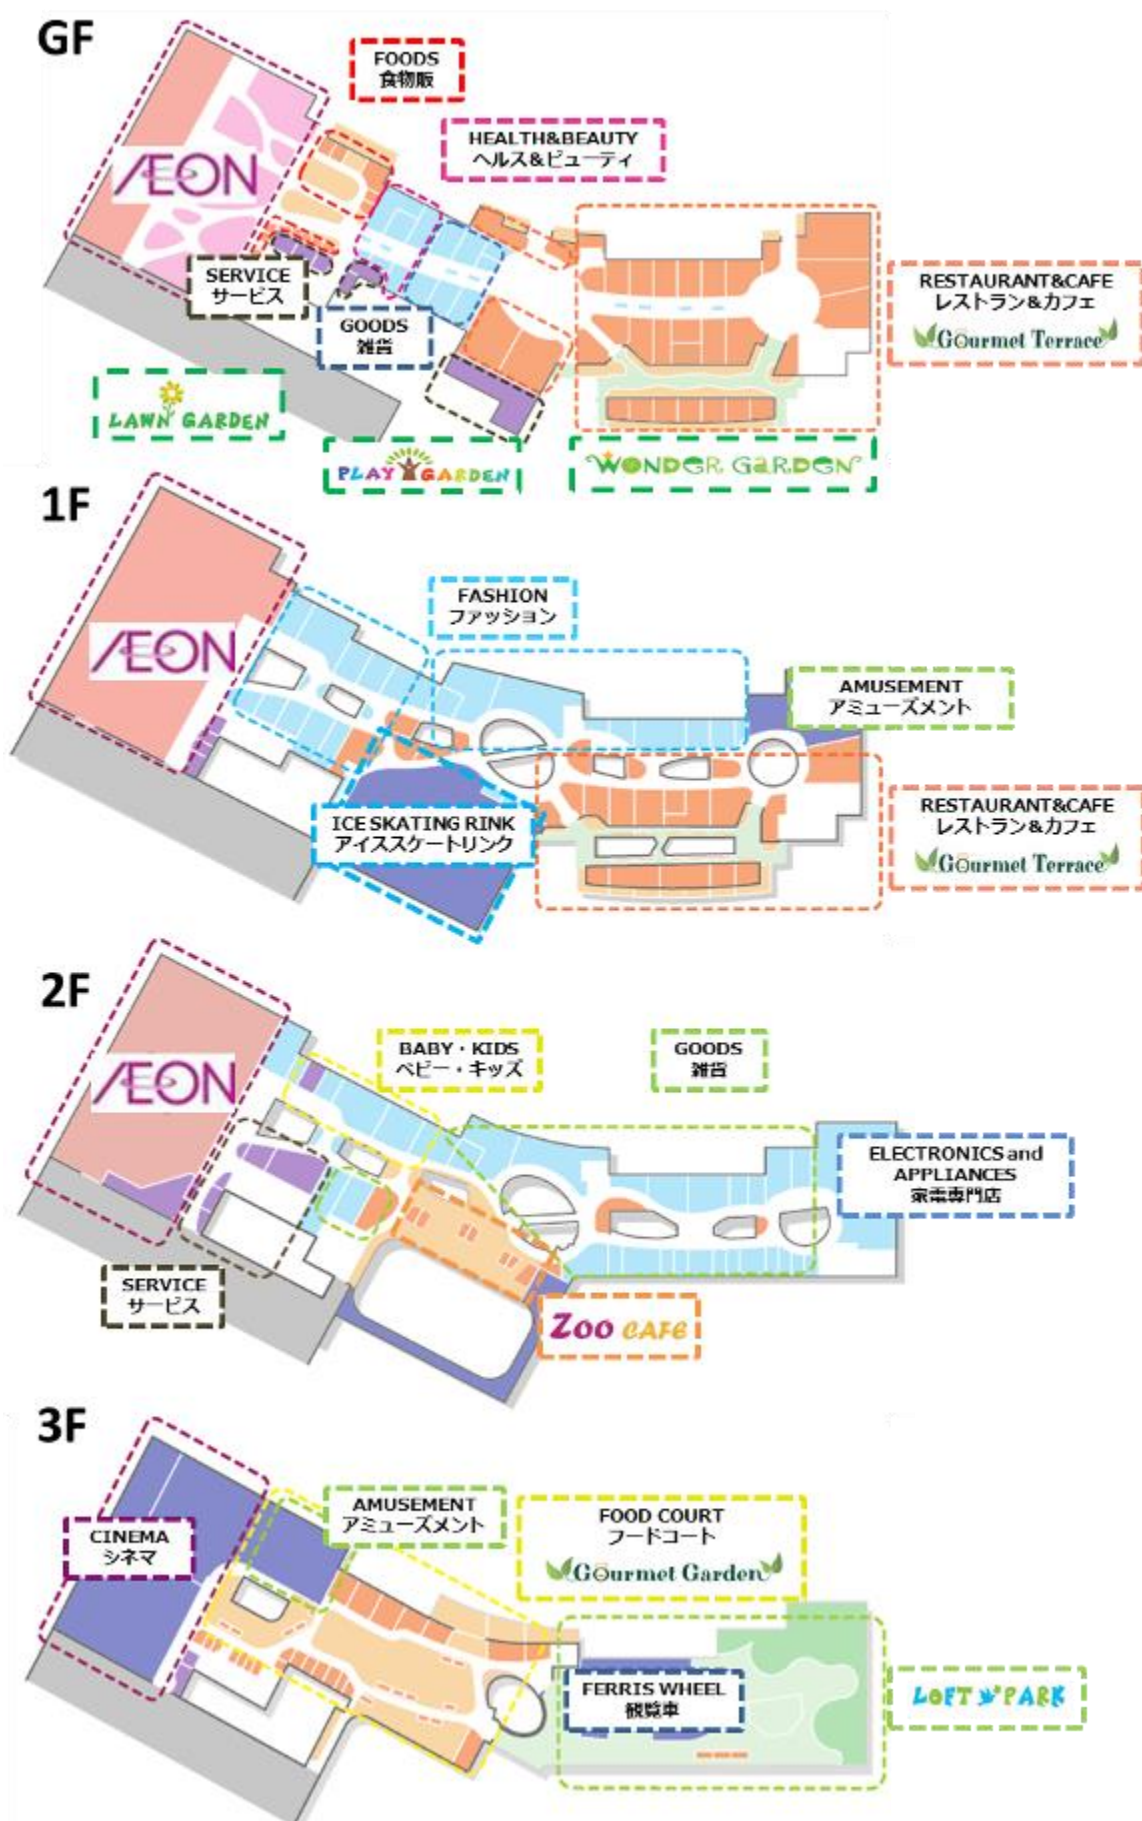 GF
FOODS
食物販
HEALTH&BEAUTY
ヘルス&ビューティ
ÆON
SERVICE
サービス
GOODS
雑貨
RESTAURANT&CAFE
レストラン&カフェ
Gourmet Terrace
LAWN GARDEN
PLAY GARDEN
WONDER GARDEN
1F
FASHION
ファッション
ÆON
AMUSEMENT
アミューズメント
ICE SKATING RINK
アイススケートリンク
RESTAURANT&CAFE
レストラン&カフェ
Gourmet Terrace
2F
BABY・KIDS
ベビー・キッズ
GOODS
雑貨
ÆON
ELECTRONICS and
APPLIANCES
家電専門店
SERVICE
サービス
ZOO CAFE
3F
AMUSEMENT
アミューズメント
FOOD COURT
フードコート
Gourmet Garden
CINEMA
シネマ
FERRIS WHEEL
観覧車
LOFT PARK